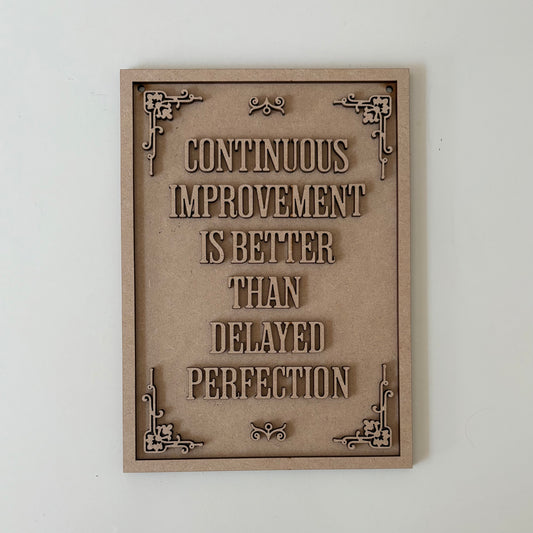 CONTINUOUS
IMPROVEMENT
IS BETTER
THAN
DELAYED
PERFECTION